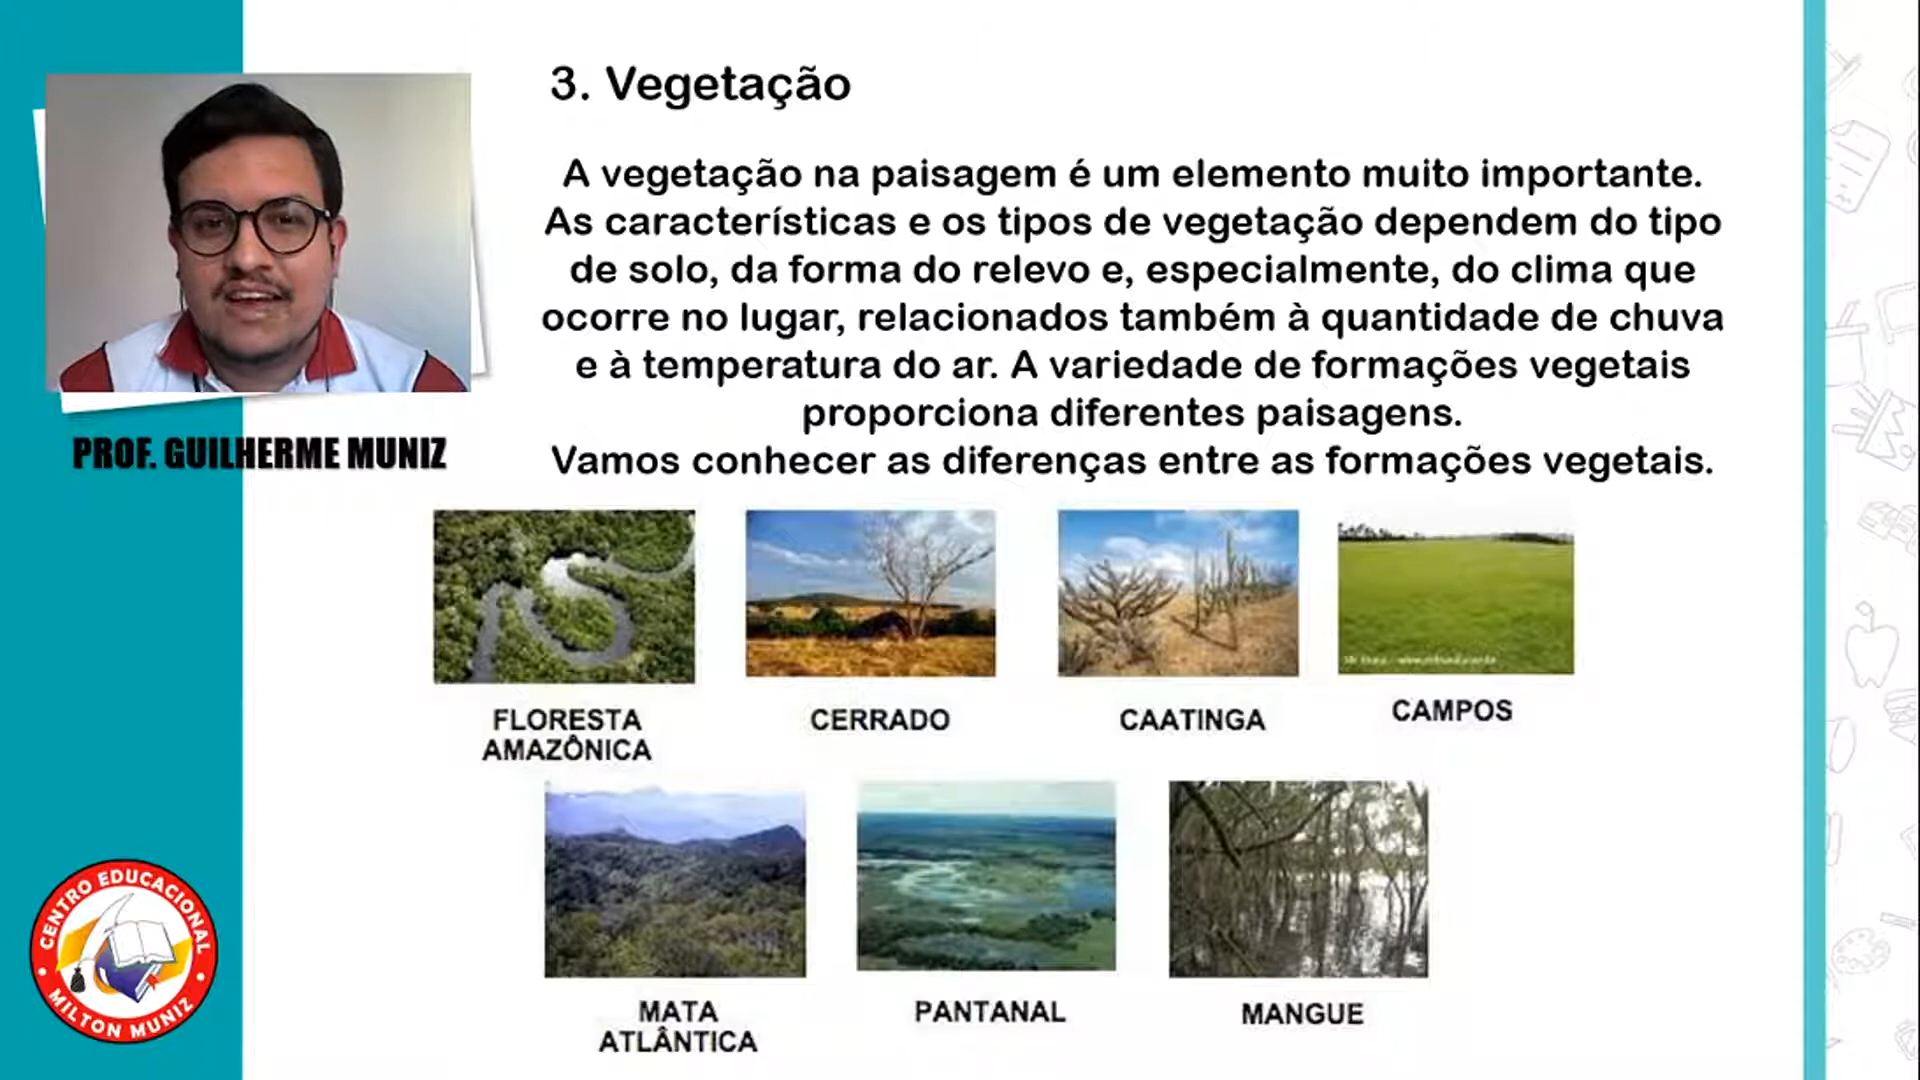 3. Vegetação
A vegetação na paisagem é um elemento muito importante.
As características e os tipos de vegetação dependem do tipo
de solo, da forma do relevo e, especialmente, do clima que
ocorre no lugar, relacionados também à quantidade de chuva
e à temperatura do ar. A variedade de formações vegetais
proporciona diferentes paisagens.
Vamos conhecer as diferenças entre as formações vegetais.
PROF. GUILHERME MUNIZ
FLORESTA
AMAZÔNICA
CERRADO
CAATINGA
CAMPOS
MATA
ATLÂNTICA
PANTANAL
MANGUE
CENTRO EDUCACIONAL
MILTON MUNIZ